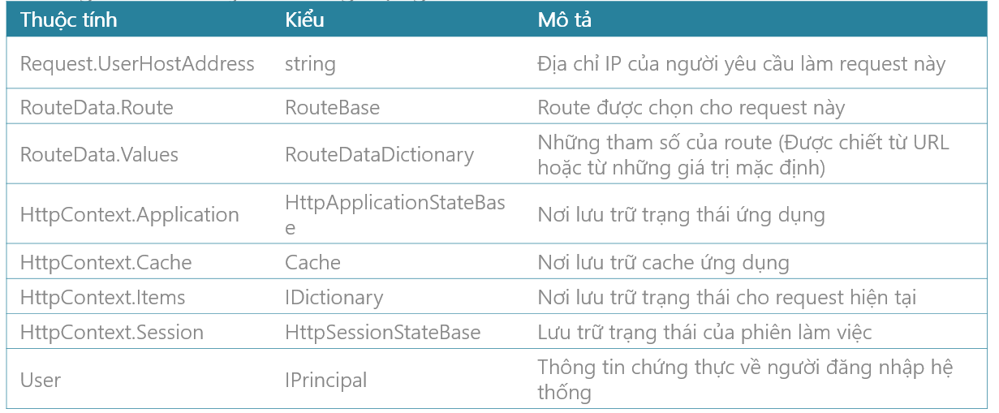 Thuộc tính Kiểu Mô tả
Request.UserHostAddress string Địa chỉ IP của người yêu cầu làm request này
RouteData.Route RouteBase Route được chọn cho request này
RouteData.Values RouteDataDictionary Những tham số của route (Được chiết từ URL
hoặc từ những giá trị mặc định)
HttpContext.Application HttpApplicationStateBas
e Nơi lưu trữ trạng thái ứng dụng
HttpContext.Cache Cache Nơi lưu trữ cache ứng dụng
HttpContext.Items IDictionary Nơi lưu trữ trạng thái cho request hiện tại
HttpContext.Session HttpSessionStateBase Lưu trữ trạng thái của phiên làm việc
User IPrincipal Thông tin chứng thực về người đăng nhập hệ
thống